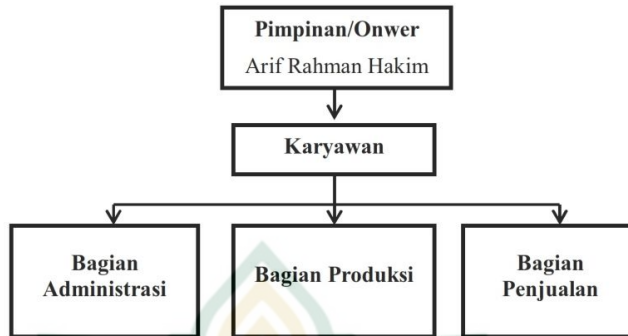 Pimpinan/Onwer
Arif Rahman Hakim
Karyawan
Bagian
Administrasi
Bagian Produksi
Bagian
Penjualan